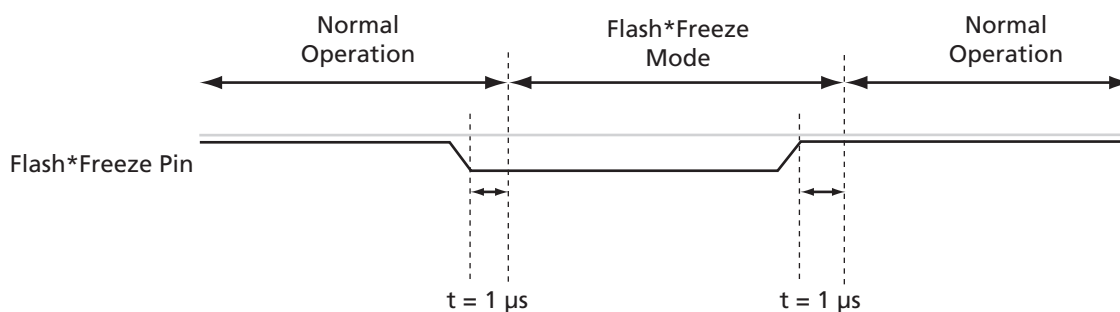 Normal
Operation
Flash*Freeze
Mode
Normal
Operation
Flash*Freeze Pin
t = 1 µs
t = 1 µs